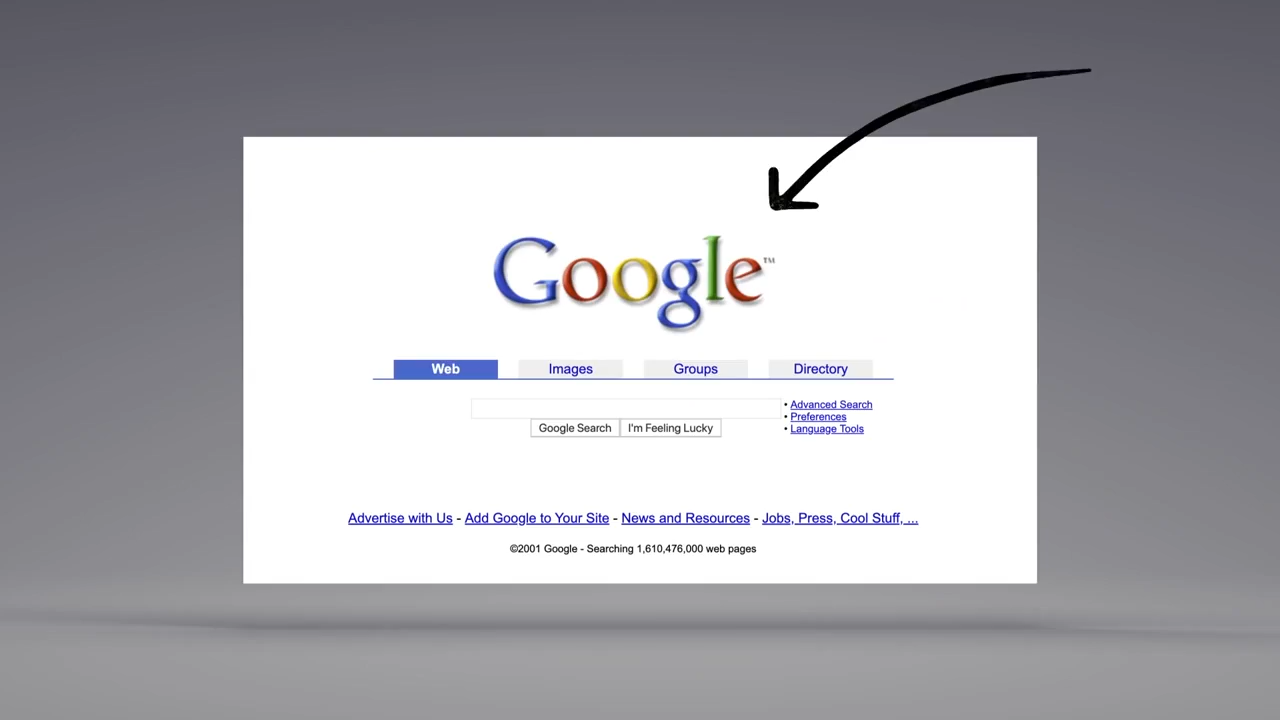 Google™
Web Images Groups Directory
• Advanced Search
• Preferences
• Language Tools
Google Search I'm Feeling Lucky
Advertise with Us - Add Google to Your Site - News and Resources - Jobs, Press, Cool Stuff, ...
©2001 Google - Searching 1,610,476,000 web pages